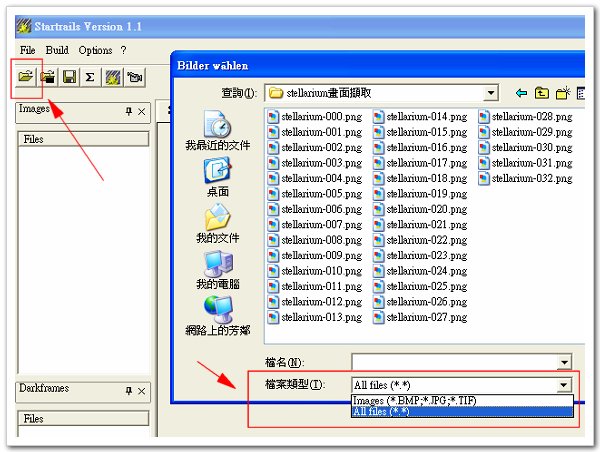 Startrails Version 1.1
File Build Options ?
Images
Files
Darkframes
Files
Bilder wählen
查詢(I): stellarium畫面擷取
我最近的文件
桌面
我的文件
我的電腦
網路上的芳鄰
stellarium-000.png stellarium-014.png stellarium-028.png
stellarium-001.png stellarium-015.png stellarium-029.png
stellarium-002.png stellarium-016.png stellarium-030.png
stellarium-003.png stellarium-017.png stellarium-031.png
stellarium-004.png stellarium-018.png stellarium-032.png
stellarium-005.png stellarium-019.png
stellarium-006.png stellarium-020.png
stellarium-007.png stellarium-021.png
stellarium-008.png stellarium-022.png
stellarium-009.png stellarium-023.png
stellarium-010.png stellarium-024.png
stellarium-011.png stellarium-025.png
stellarium-012.png stellarium-026.png
stellarium-013.png stellarium-027.png
檔名(N):
檔案類型(T): All files (*.*)
Images (*.BMP;*.JPG;*.TIF)
All files (*.*)